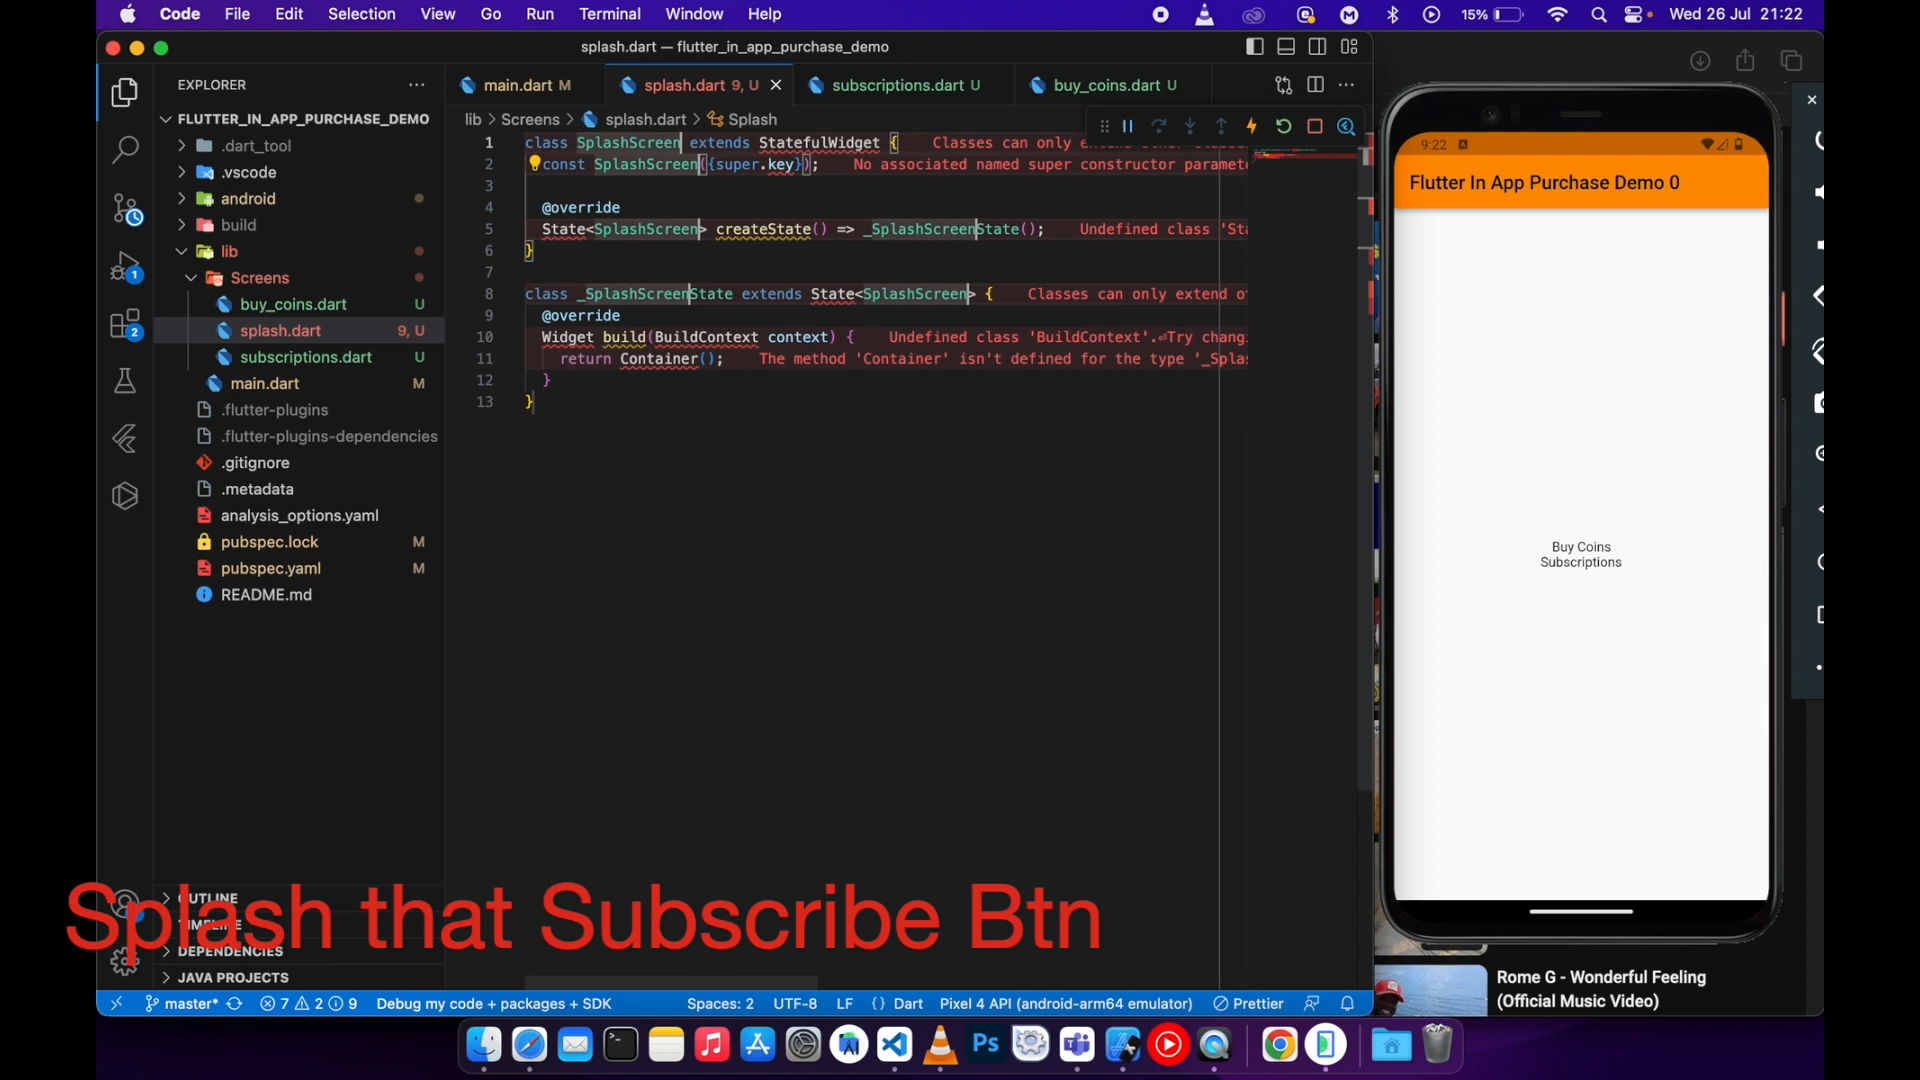 Code File Edit Selection View Go Run Terminal Window Help 15% Wed 26 Jul 21:22
splash.dart — flutter_in_app_purchase_demo
EXPLORER
main.dart M splash.dart 9, U subscriptions.dart U buy_coins.dart U
lib > Screens > splash.dart > Splash
FLUTTER_IN_APP_PURCHASE_DEMO
.dart_tool
.vscode
android
build
lib
Screens
buy_coins.dart U
splash.dart 9, U
subscriptions.dart U
main.dart M
.flutter-plugins
.flutter-plugins-dependencies
.gitignore
.metadata
analysis_options.yaml
pubspec.lock M
pubspec.yaml M
README.md
OUTLINE
TIMELINE
DEPENDENCIES
JAVA PROJECTS
1 class SplashScreen extends StatefulWidget { Classes can only
2 const SplashScreen({super.key}); No associated named super constructor paramet
3
4 @override
5 State<SplashScreen> createState() => _SplashScreenState(); Undefined class 'Sta
6 }
7
8 class _SplashScreenState extends State<SplashScreen> { Classes can only extend o
9 @override
10 Widget build(BuildContext context) { Undefined class 'BuildContext'.⏎Try changi
11 return Container(); The method 'Container' isn't defined for the type '_Splas
12 }
13 }
9:22
Flutter In App Purchase Demo 0
Buy Coins
Subscriptions
Splash that Subscribe Btn
Rome G - Wonderful Feeling
(Official Music Video)
master* 7 2 9 Debug my code + packages + SDK Spaces: 2 UTF-8 LF {} Dart Pixel 4 API (android-arm64 emulator) Prettier
Ps